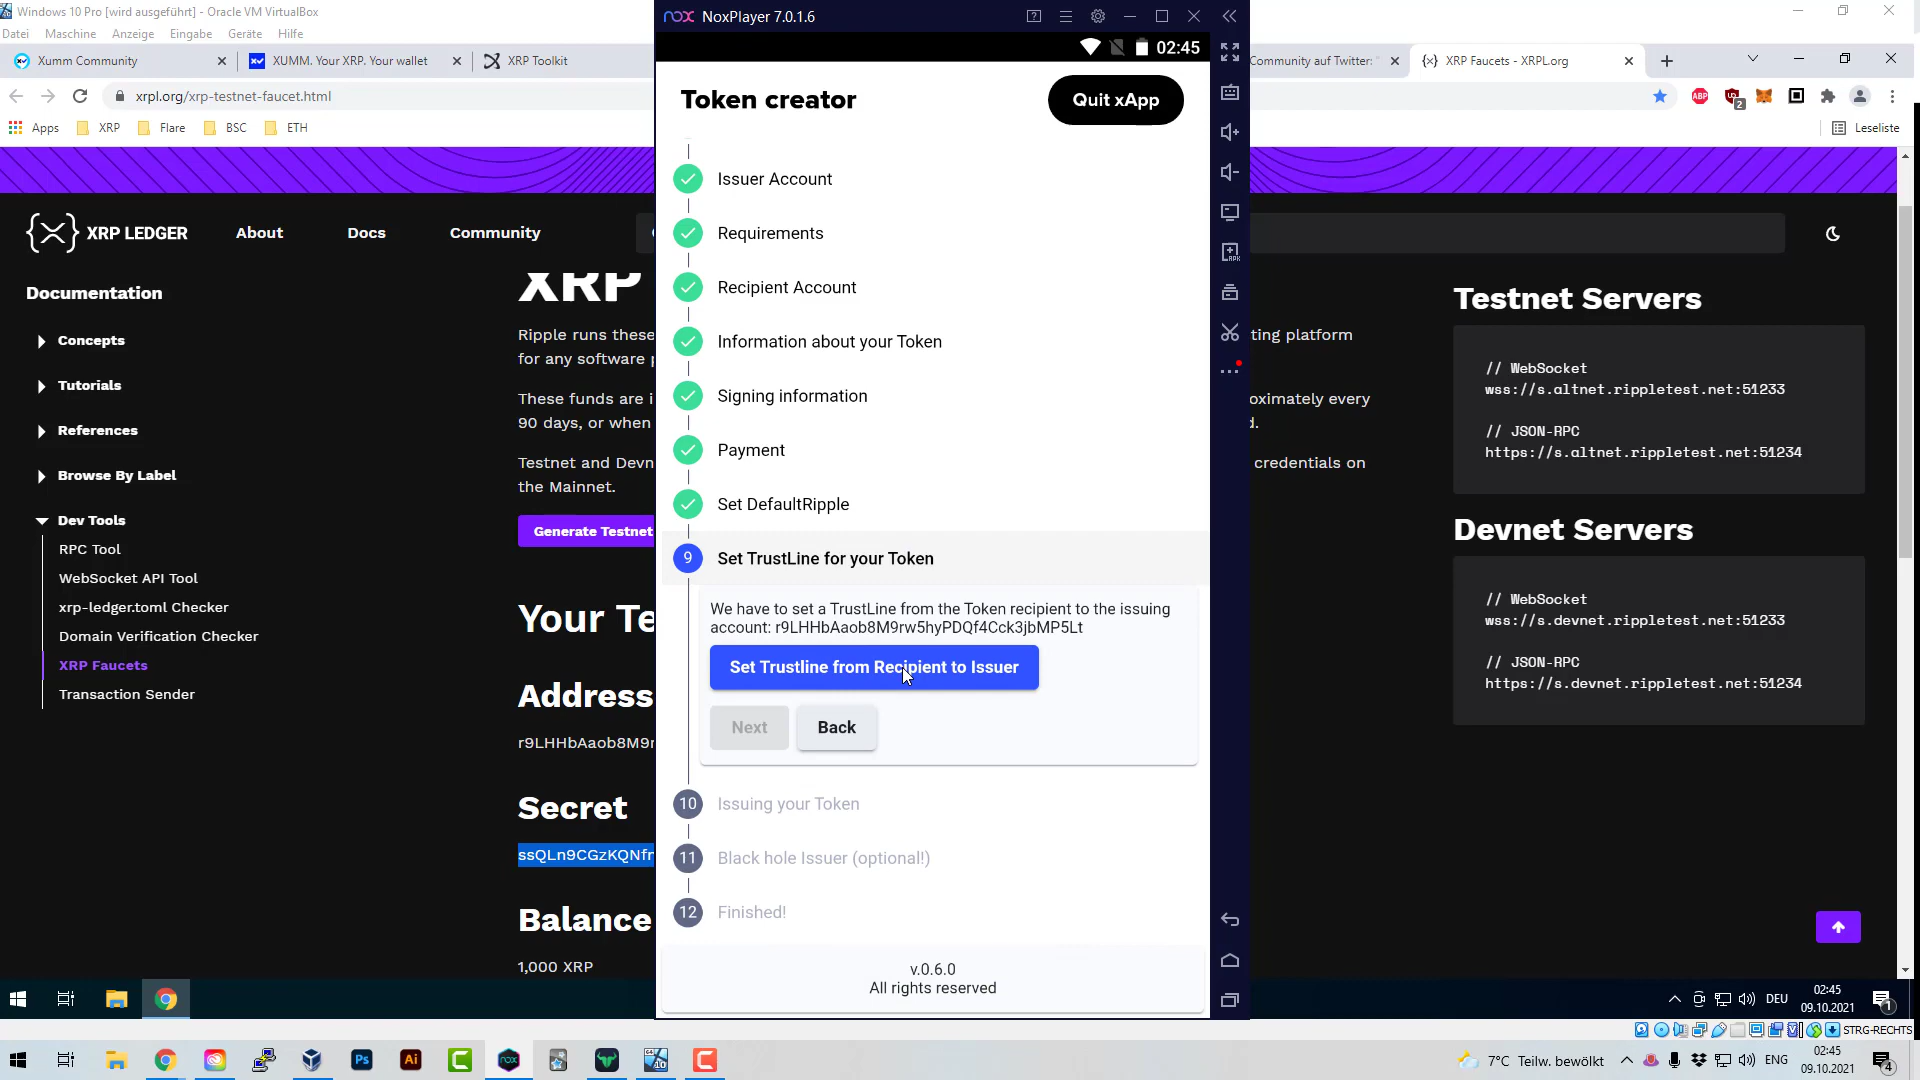 Windows 10 Pro [wird ausgeführt] - Oracle VM VirtualBox
Datei Maschine Anzeige Eingabe Geräte Hilfe
Xumm Community
XUMM. Your XRP. Your wallet
XRP Toolkit
Community auf Twitter: "
XRP Faucets - XRPL.org
xrpl.org/xrp-testnet-faucet.html
ABP
2
Apps XRP Flare BSC ETH
Leseliste
XRP LEDGER
About
Docs
Community
Documentation
Concepts
Tutorials
References
Browse By Label
Dev Tools
RPC Tool
WebSocket API Tool
xrp-ledger.toml Checker
Domain Verification Checker
XRP Faucets
Transaction Sender
XRP
Ripple runs these
ting platform
for any software
These funds are
oximately every
90 days, or when
d.
Testnet and Devn
credentials on
the Mainnet.
Generate Testnet
Your Te
Address
r9LHHbAaob8M9r
Secret
ssQLn9CGzKQNfr
Balance
1,000 XRP
nox NoxPlayer 7.0.1.6
02:45
Token creator
Quit xApp
Issuer Account
Requirements
Recipient Account
Information about your Token
Signing information
Payment
Set DefaultRipple
9 Set TrustLine for your Token
We have to set a TrustLine from the Token recipient to the issuing
account: r9LHHbAaob8M9rw5hyPDQf4Cck3jbMP5Lt
Set Trustline from Recipient to Issuer
Next Back
10 Issuing your Token
11 Black hole Issuer (optional!)
12 Finished!
v.0.6.0
All rights reserved
Testnet Servers
// WebSocket
wss://s.altnet.rippletest.net:51233
// JSON-RPC
https://s.altnet.rippletest.net:51234
Devnet Servers
// WebSocket
wss://s.devnet.rippletest.net:51233
// JSON-RPC
https://s.devnet.rippletest.net:51234
DEU
02:45
09.10.2021
1
STRG-RECHTS
Ps
Ai
nox
7°C Teilw. bewölkt
ENG
02:45
09.10.2021
4